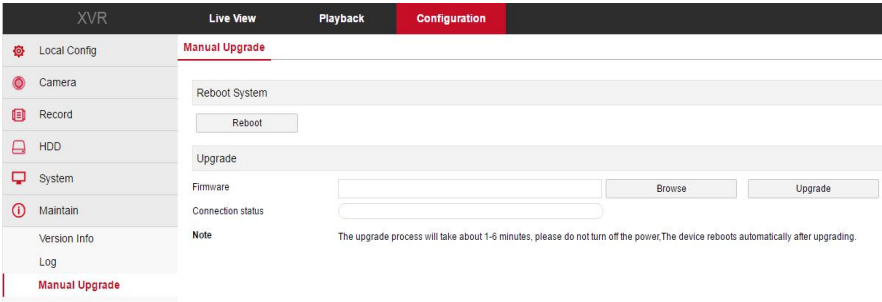 XVR Live View Playback Configuration
Local Config
Camera
Record
HDD
System
Maintain
Version Info
Log
Manual Upgrade
Manual Upgrade
Reboot System
Reboot
Upgrade
Firmware Browse Upgrade
Connection status
Note The upgrade process will take about 1-6 minutes, please do not turn off the power,The device reboots automatically after upgrading.